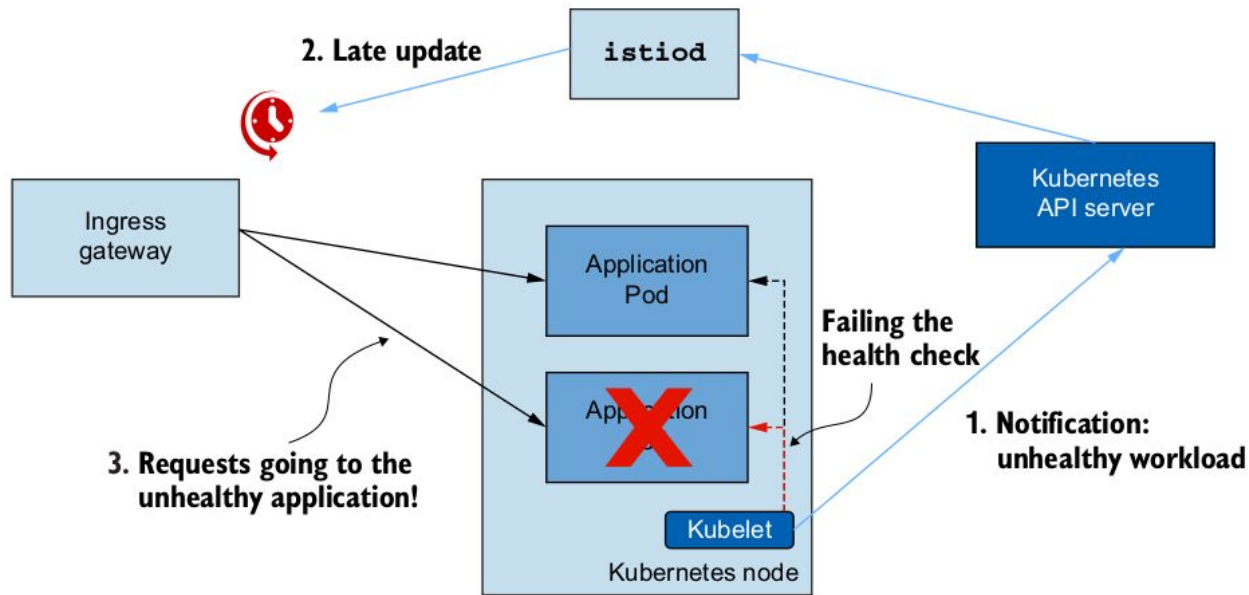 2. Late update
istiod
Kubernetes
API server
Ingress
gateway
Application
Pod
Failing the
health check
Application
1. Notification:
unhealthy workload
3. Requests going to the
unhealthy application!
Kubelet
Kubernetes node